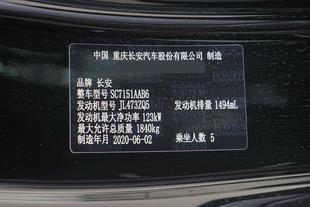 中国 重庆长安汽车股份有限公司 制造
品牌 长安
整车型号 SC7151AAB6
发动机型号 JL473ZQ5 发动机排量 1494mL
发动机最大净功率 123kW
最大允许总质量 1840kg
制造年月 2020-06-02 乘坐人数 5